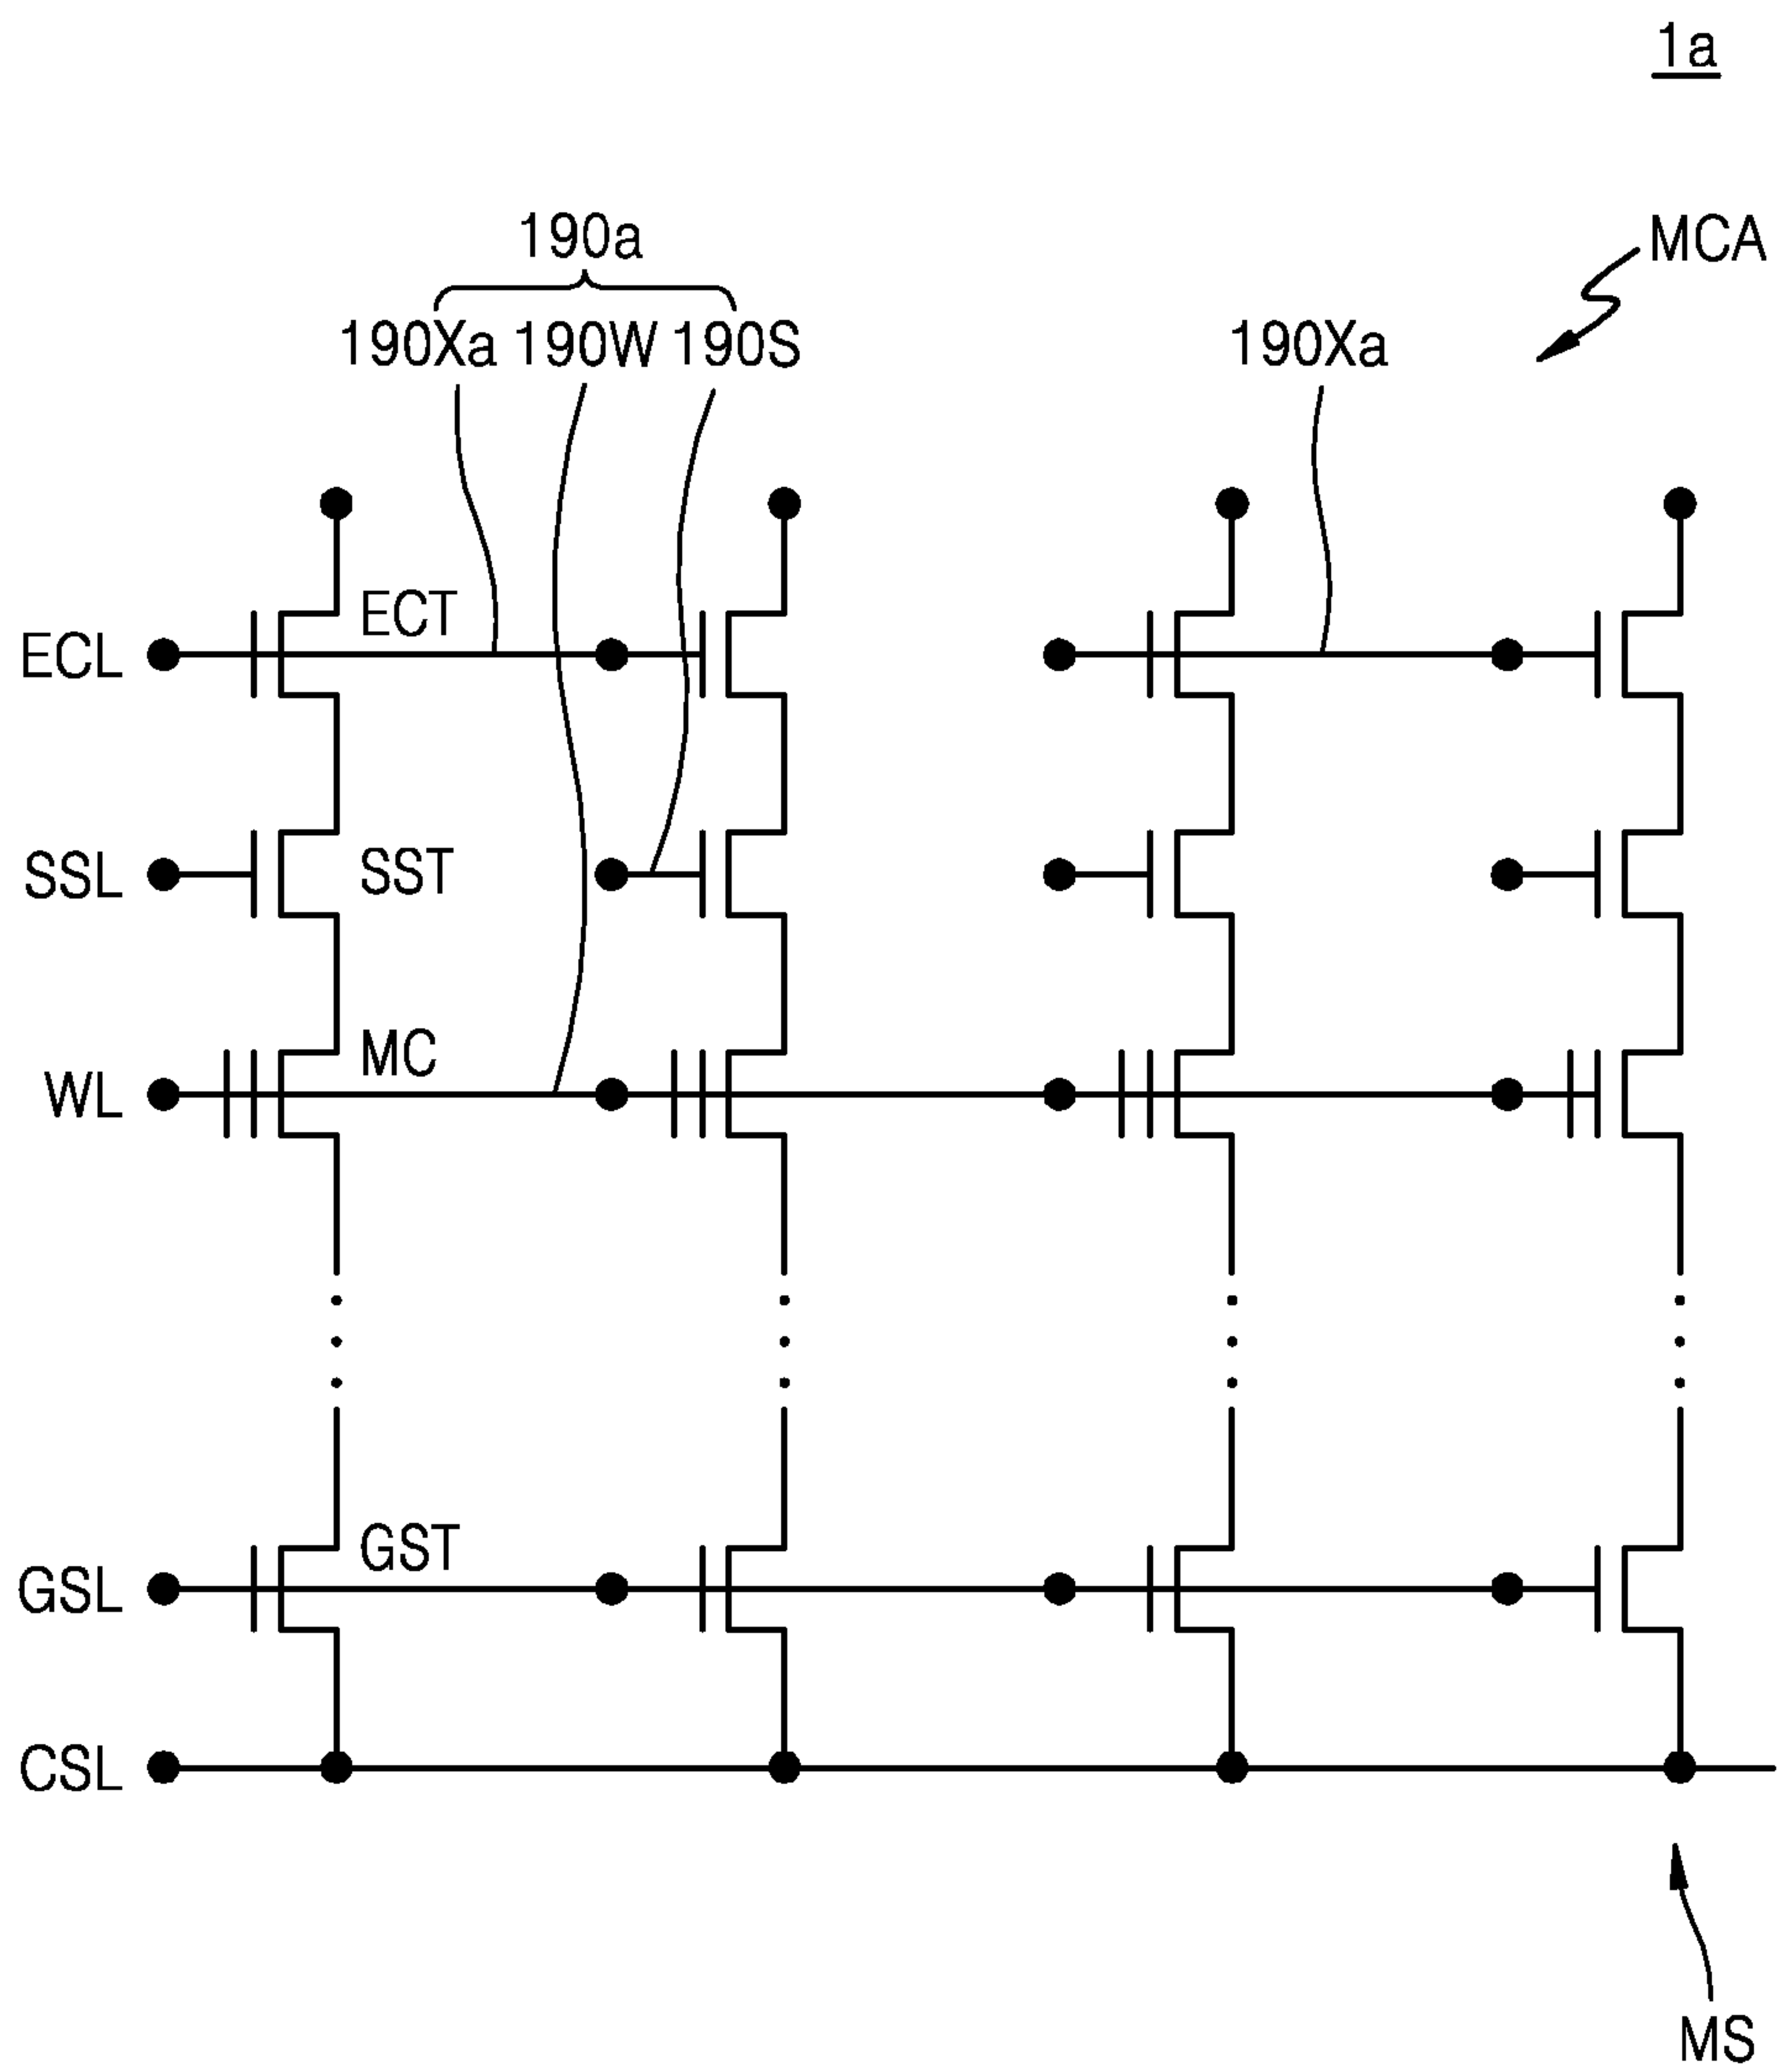 1a
MCA
190a
190Xa 190W 190S 190Xa
ECT
ECL
SSL SST
MC
WL
GST
GSL
CSL
MS